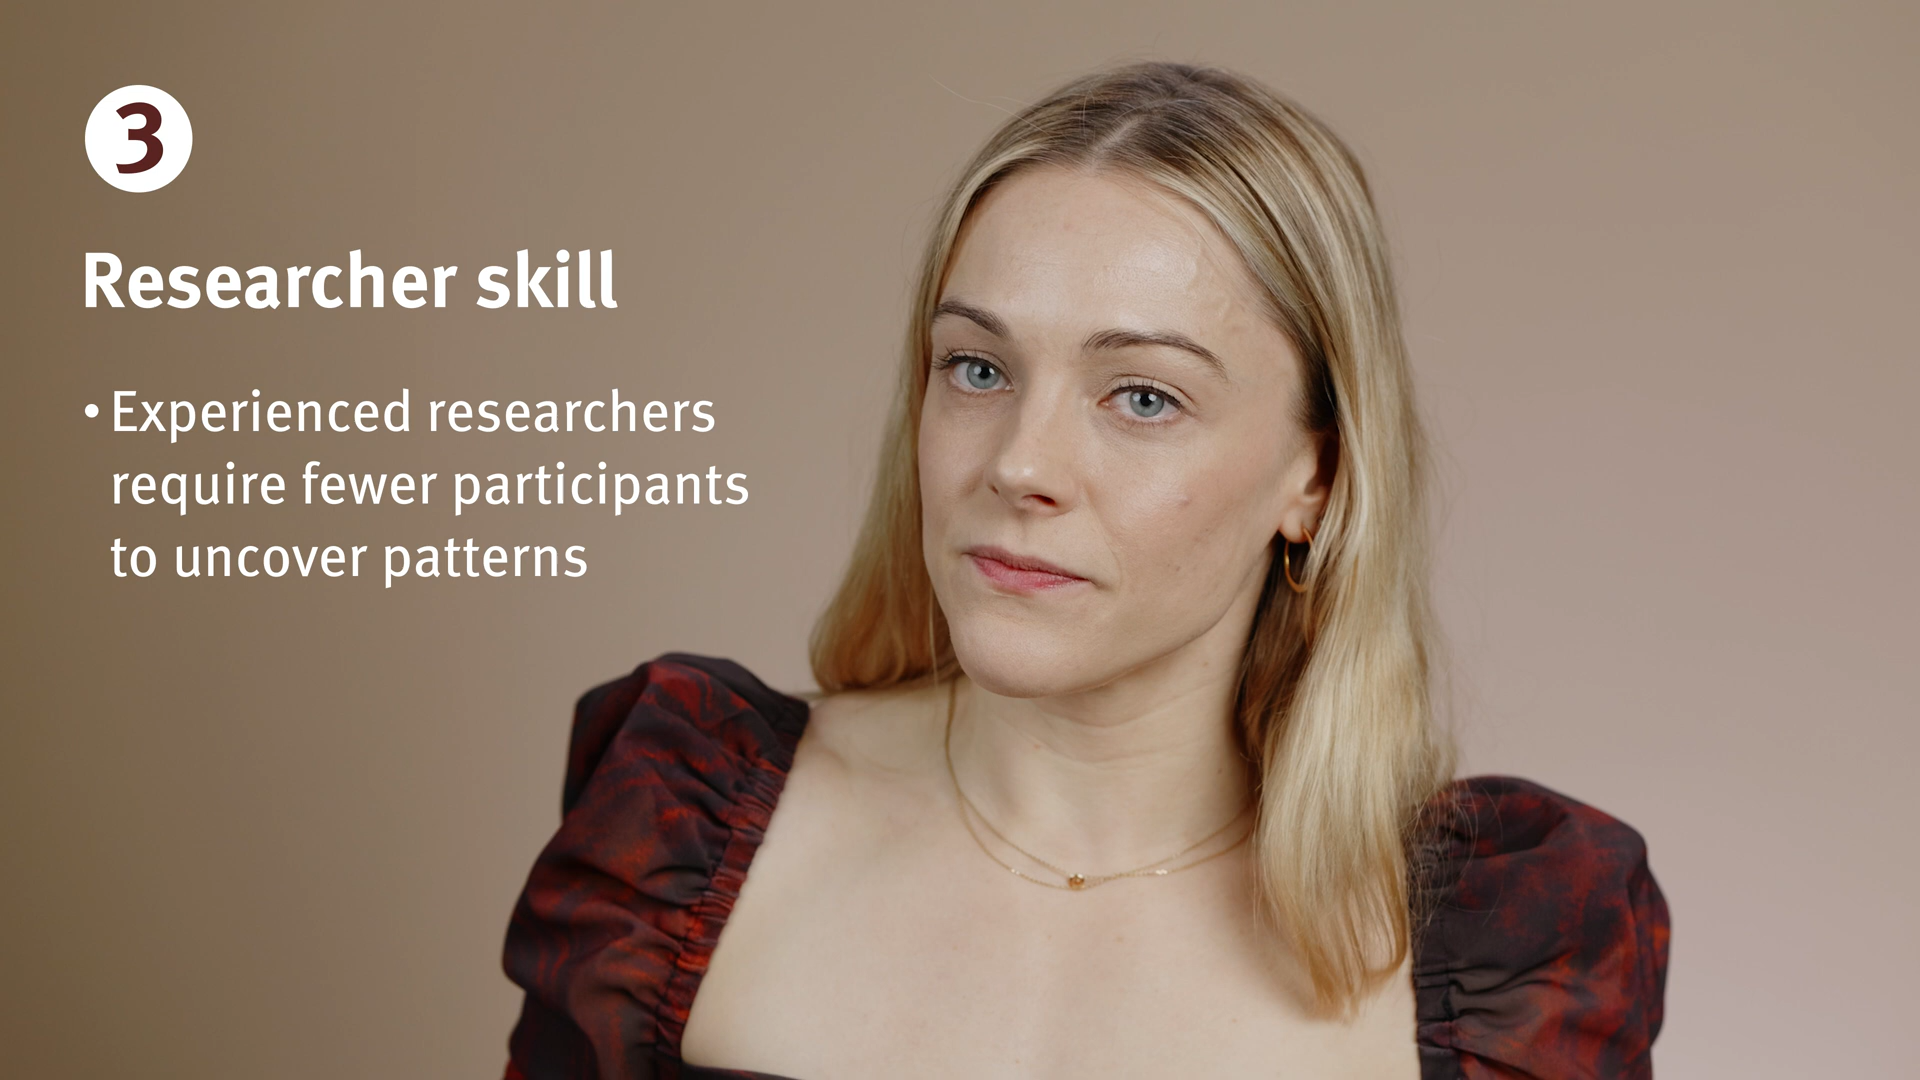 3
Researcher skill
• Experienced researchers
require fewer participants
to uncover patterns